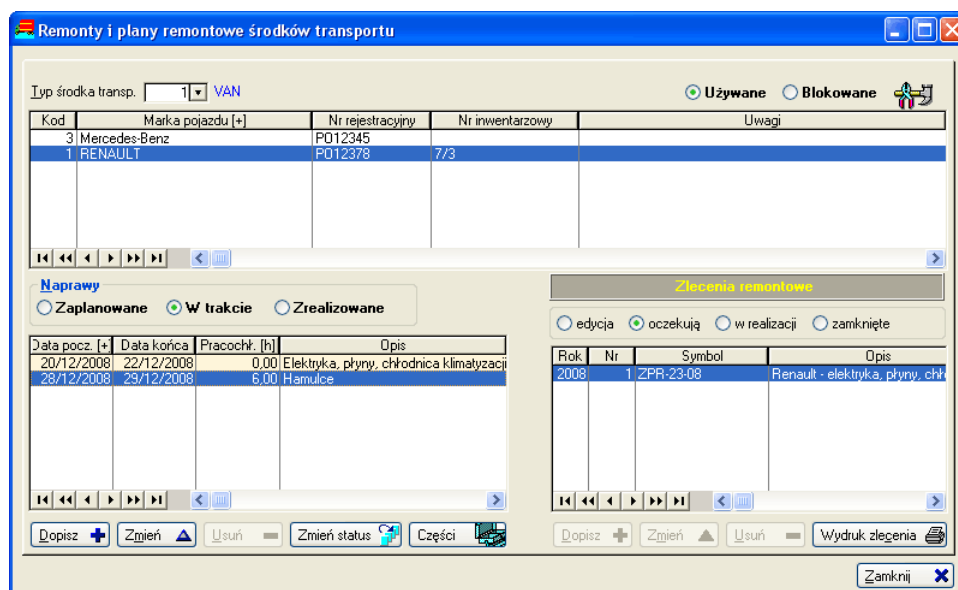 Remonty i plany remontowe środków transportu
Typ środka transp. 1 VAN Używane Blokowane
Kod Marka pojazdu [+] Nr rejestracyjny Nr inwentarzowy Uwagi
3 Mercedes-Benz PO12345
1 RENAULT PO12378 7/3
Naprawy
Zaplanowane W trakcie Zrealizowane
Data pocz. [+] Data końca Pracochł. [h] Opis
20/12/2008 22/12/2008 0,00 Elektryka, płyny, chłodnica klimatyzacji
28/12/2008 29/12/2008 6,00 Hamulce
Dopisz Zmień Usuń Zmień status Części
Zlecenia remontowe
edycja oczekują w realizacji zamknięte
Rok Nr Symbol Opis
2008 1 ZPR-23-08 Renault - elektryka, płyny, chło
Dopisz Zmień Usuń Wydruk zlecenia
Zamknij